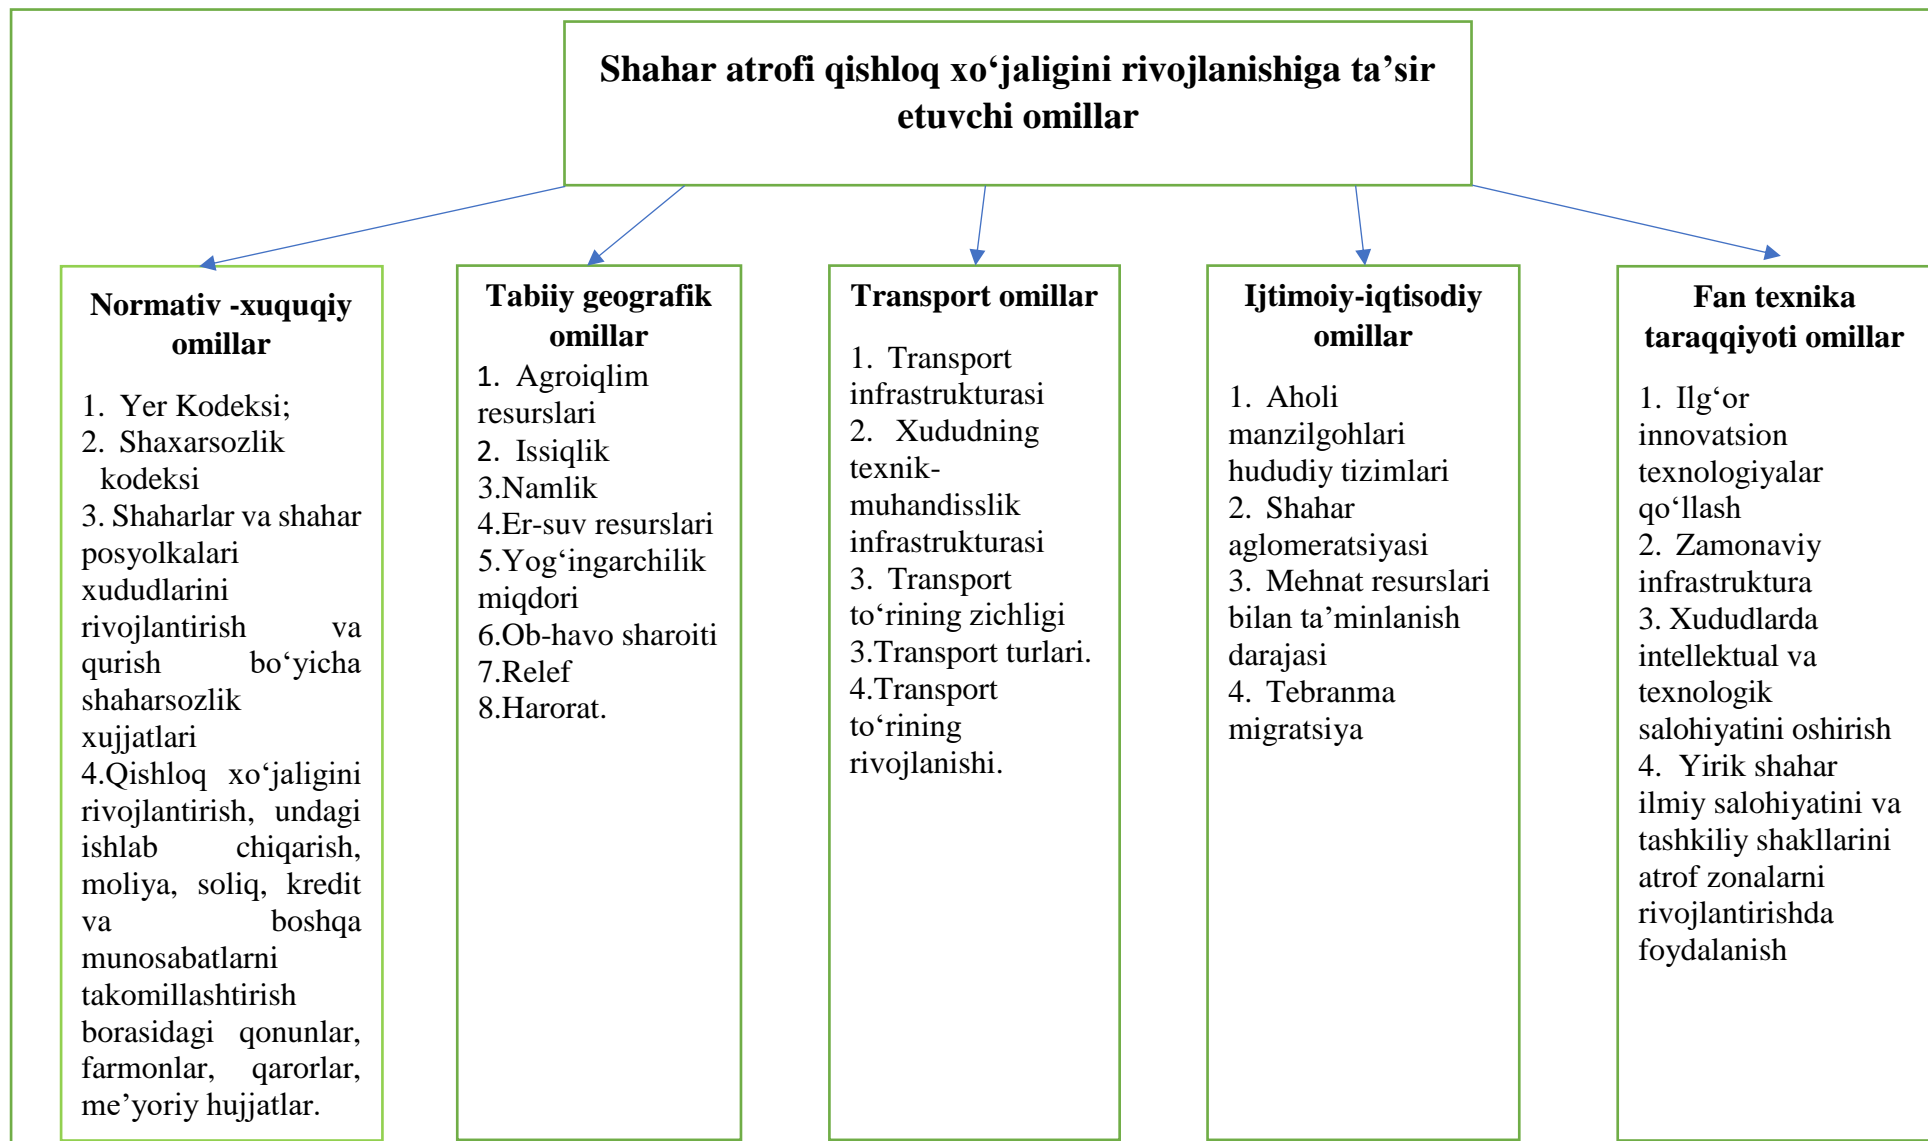 Shahar atrofi qishloq xo‘jaligini rivojlanishiga ta’sir
etuvchi omillar
Normativ -xuquqiy
omillar
1. Yer Kodeksi;
2. Shaxarsozlik
kodeksi
3. Shaharlar va shahar
posyolkalari
xududlarini
rivojlantirish va
qurish bo‘yicha
shaharsozlik
xujjatlari
4.Qishloq xo‘jaligini
rivojlantirish, undagi
ishlab chiqarish,
moliya, soliq, kredit
va boshqa
munosabatlarni
takomillashtirish
borasidagi qonunlar,
farmonlar, qarorlar,
me’yoriy hujjatlar.
Tabiiy geografik
omillar
1. Agroiqlim
resurslari
2. Issiqlik
3.Namlik
4.Er-suv resurslari
5.Yog‘ingarchilik
miqdori
6.Ob-havo sharoiti
7.Relef
8.Harorat.
Transport omillar
1. Transport
infrastrukturasi
2. Xududning
texnik-
muhandisslik
infrastrukturasi
3. Transport
to‘rining zichligi
3.Transport turlari.
4.Transport
to‘rining
rivojlanishi.
Ijtimoiy-iqtisodiy
omillar
1. Aholi
manzilgohlari
hududiy tizimlari
2. Shahar
aglomeratsiyasi
3. Mehnat resurslari
bilan ta’minlanish
darajasi
4. Tebranma
migratsiya
Fan texnika
taraqqiyoti omillar
1. Ilg‘or
innovatsion
texnologiyalar
qo‘llash
2. Zamonaviy
infrastruktura
3. Xududlarda
intellektual va
texnologik
salohiyatini oshirish
4. Yirik shahar
ilmiy salohiyatini va
tashkiliy shakllarini
atrof zonalarni
rivojlantirishda
foydalanish